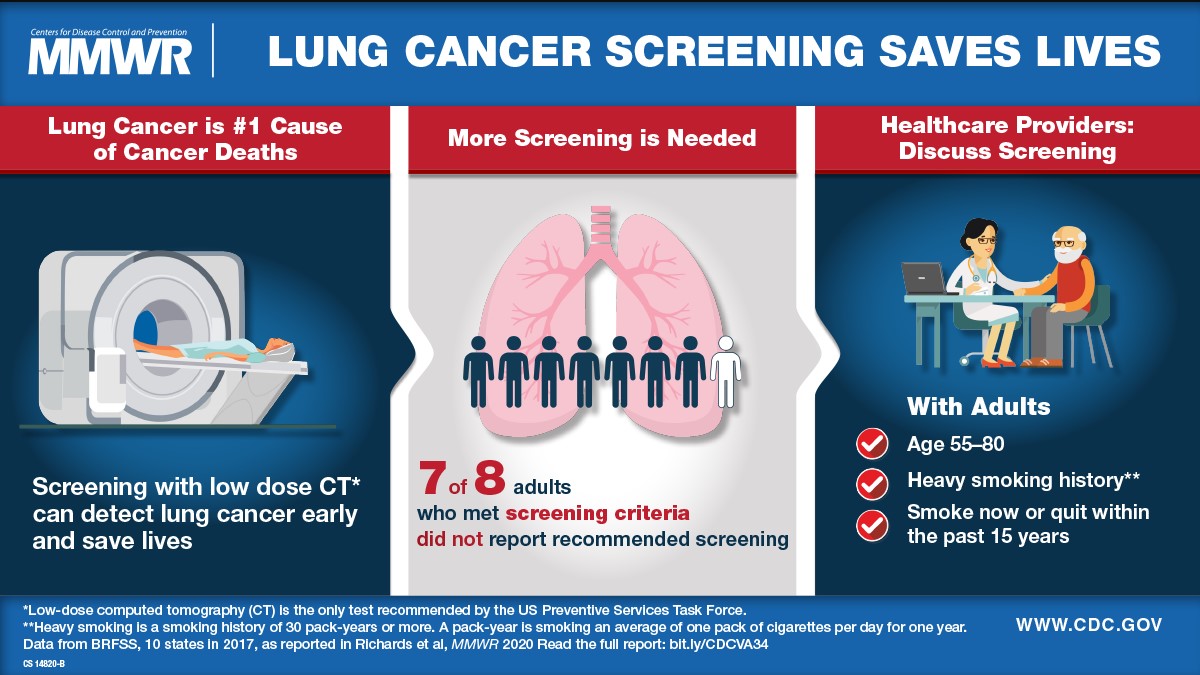 Centers for Disease Control and Prevention
MMWR
LUNG CANCER SCREENING SAVES LIVES
Lung Cancer is #1 Cause
of Cancer Deaths
Screening with low dose CT*
can detect lung cancer early
and save lives
More Screening is Needed
7 of 8 adults
who met screening criteria
did not report recommended screening
Healthcare Providers:
Discuss Screening
With Adults
Age 55–80
Heavy smoking history**
Smoke now or quit within
the past 15 years
*Low-dose computed tomography (CT) is the only test recommended by the US Preventive Services Task Force.
**Heavy smoking is a smoking history of 30 pack-years or more. A pack-year is smoking an average of one pack of cigarettes per day for one year.
Data from BRFSS, 10 states in 2017, as reported in Richards et al, MMWR 2020 Read the full report: bit.ly/CDCVA34
CS 14820-B
WWW.CDC.GOV